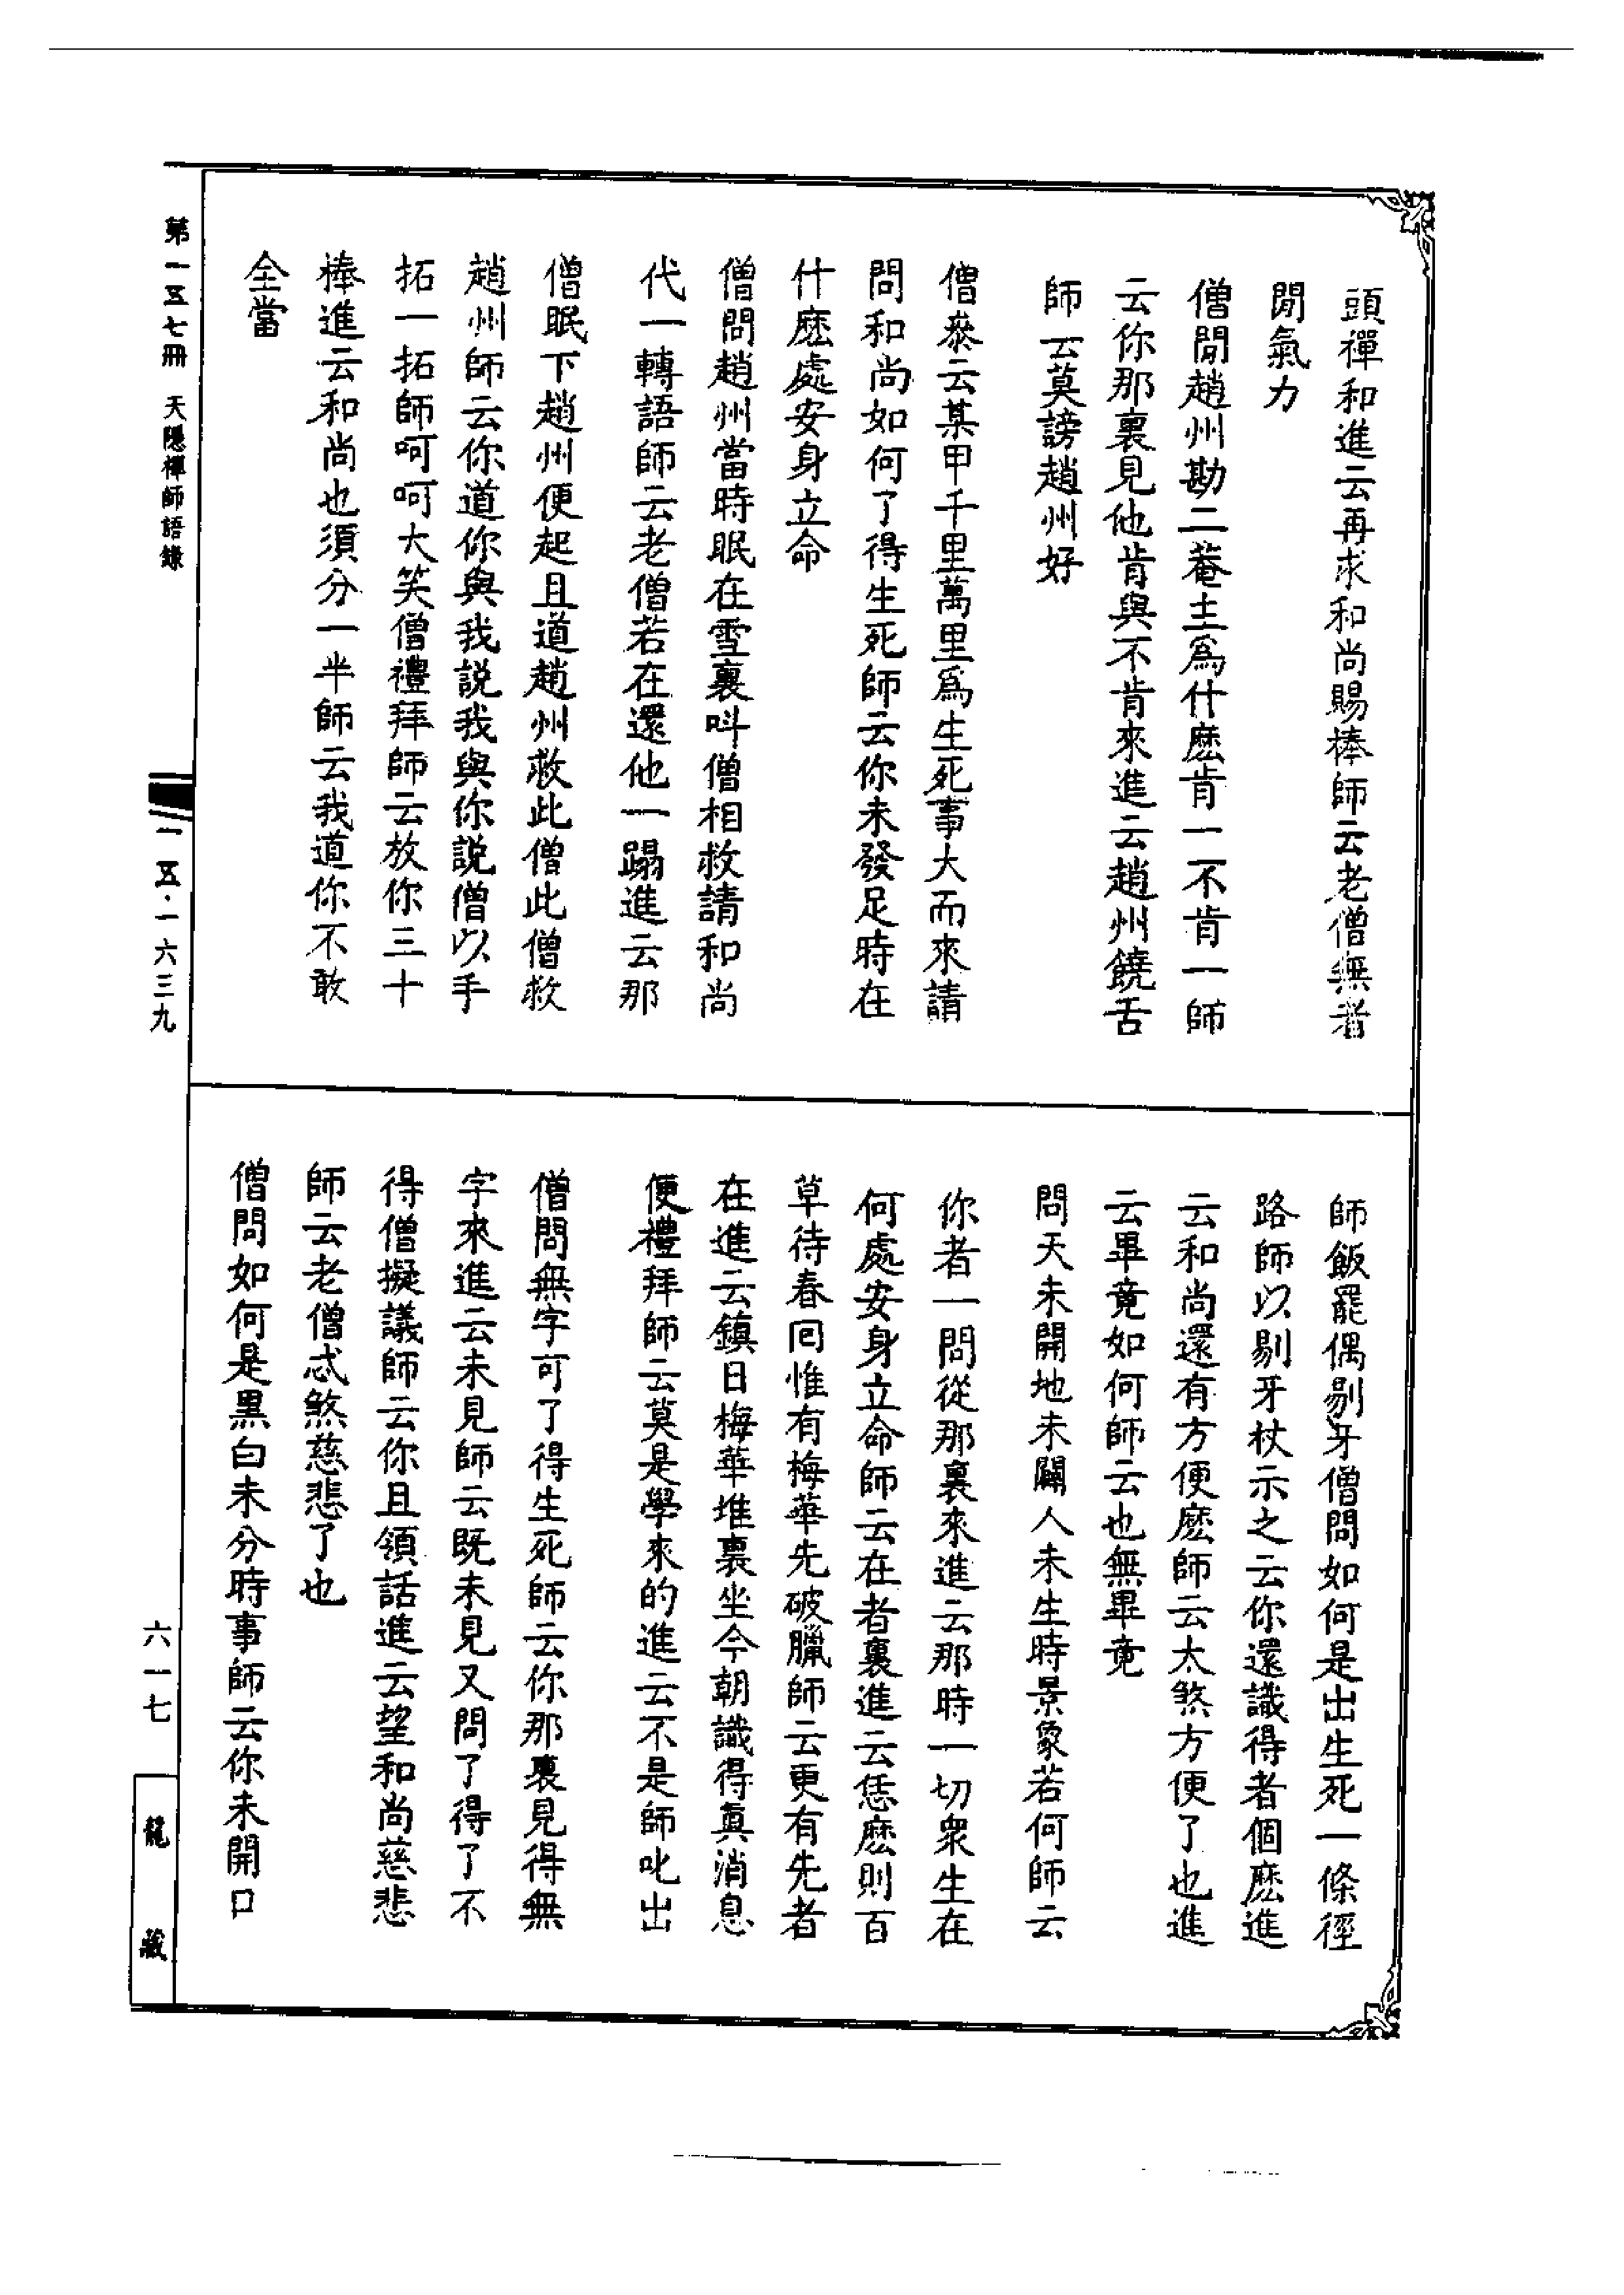 頭禪和進云再求和尚賜棒師云老僧無者
閒氣力
僧問趙州勘二菴主爲什麽肯一不肯一師
云你那裏見他肯與不肯來進云趙州饒舌
師云莫謗趙州好
僧叅云某甲千里萬里爲生死事大而來請
問和尚如何了得生死師云你未發足時在
什麽處安身立命
僧問趙州當時眠在雪裏叫僧相救請和尚
代一轉語師云老僧若在還他一蹋進云那
僧眠下趙州便起且道趙州救此僧此僧救
趙州師云你道你與我説我與你説僧以手
拓一拓師呵呵大笑僧禮拜師云放你三十
棒進云和尚也須分一半師云我道你不敢
全當
師飯罷偶剔牙僧問如何是出生死一條徑
路師以剔牙杖示之云你還識得者個麽進
云和尚還有方便麽師云太煞方便了也進
云畢竟如何師云也無畢竟
問天未開地未闢人未生時景象若何師云
你者一問從那裏來進云那時一切衆生在
何處安身立命師云在者裏進云恁麽則百
草待春回惟有梅華先破臘師云更有先者
在進云鎮日梅華堆裏坐今朝識得眞消息
便禮拜師云莫是學來的進云不是師叱出
僧問無字可了得生死師云你那裏見得無
字來進云未見師云既未見又問了得了不
得僧擬議師云你且領話進云望和尚慈悲
師云老僧忒煞慈悲了也
僧問如何是黑白未分時事師云你未開口
第一五七冊 天隱禪師語錄
一五·一六三九
六一七
龍藏